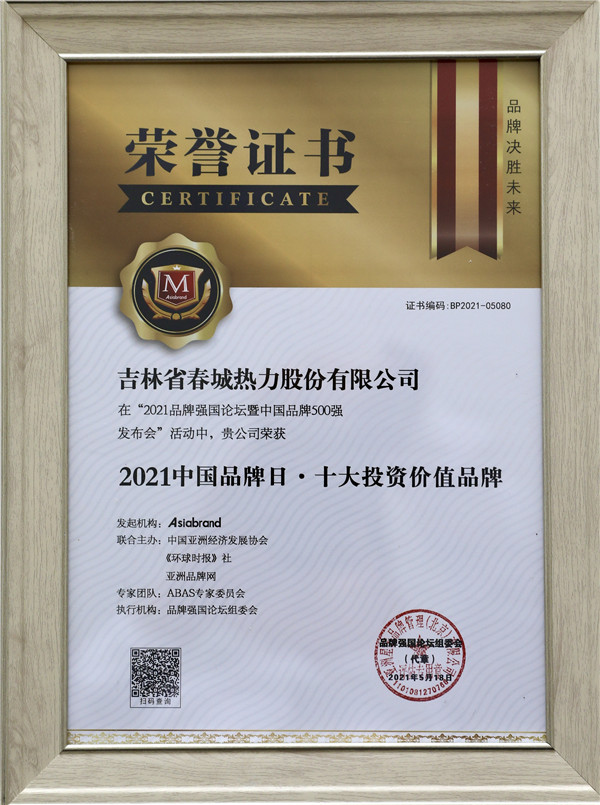 荣誉证书
CERTIFICATE
品牌决胜未来
M
Asiabrand
证书编码:BP2021-05080
吉林省春城热力股份有限公司
在“2021品牌强国论坛暨中国品牌500强
发布会”活动中，贵公司荣获
2021中国品牌日·十大投资价值品牌
发起机构：Asiabrand
联合主办：中国亚洲经济发展协会
《环球时报》社
亚洲品牌网
专家团队：ABAS专家委员会
执行机构：品牌强国论坛组委会
品牌强国论坛组委会
（代章）
2021年5月18日
扫码查询